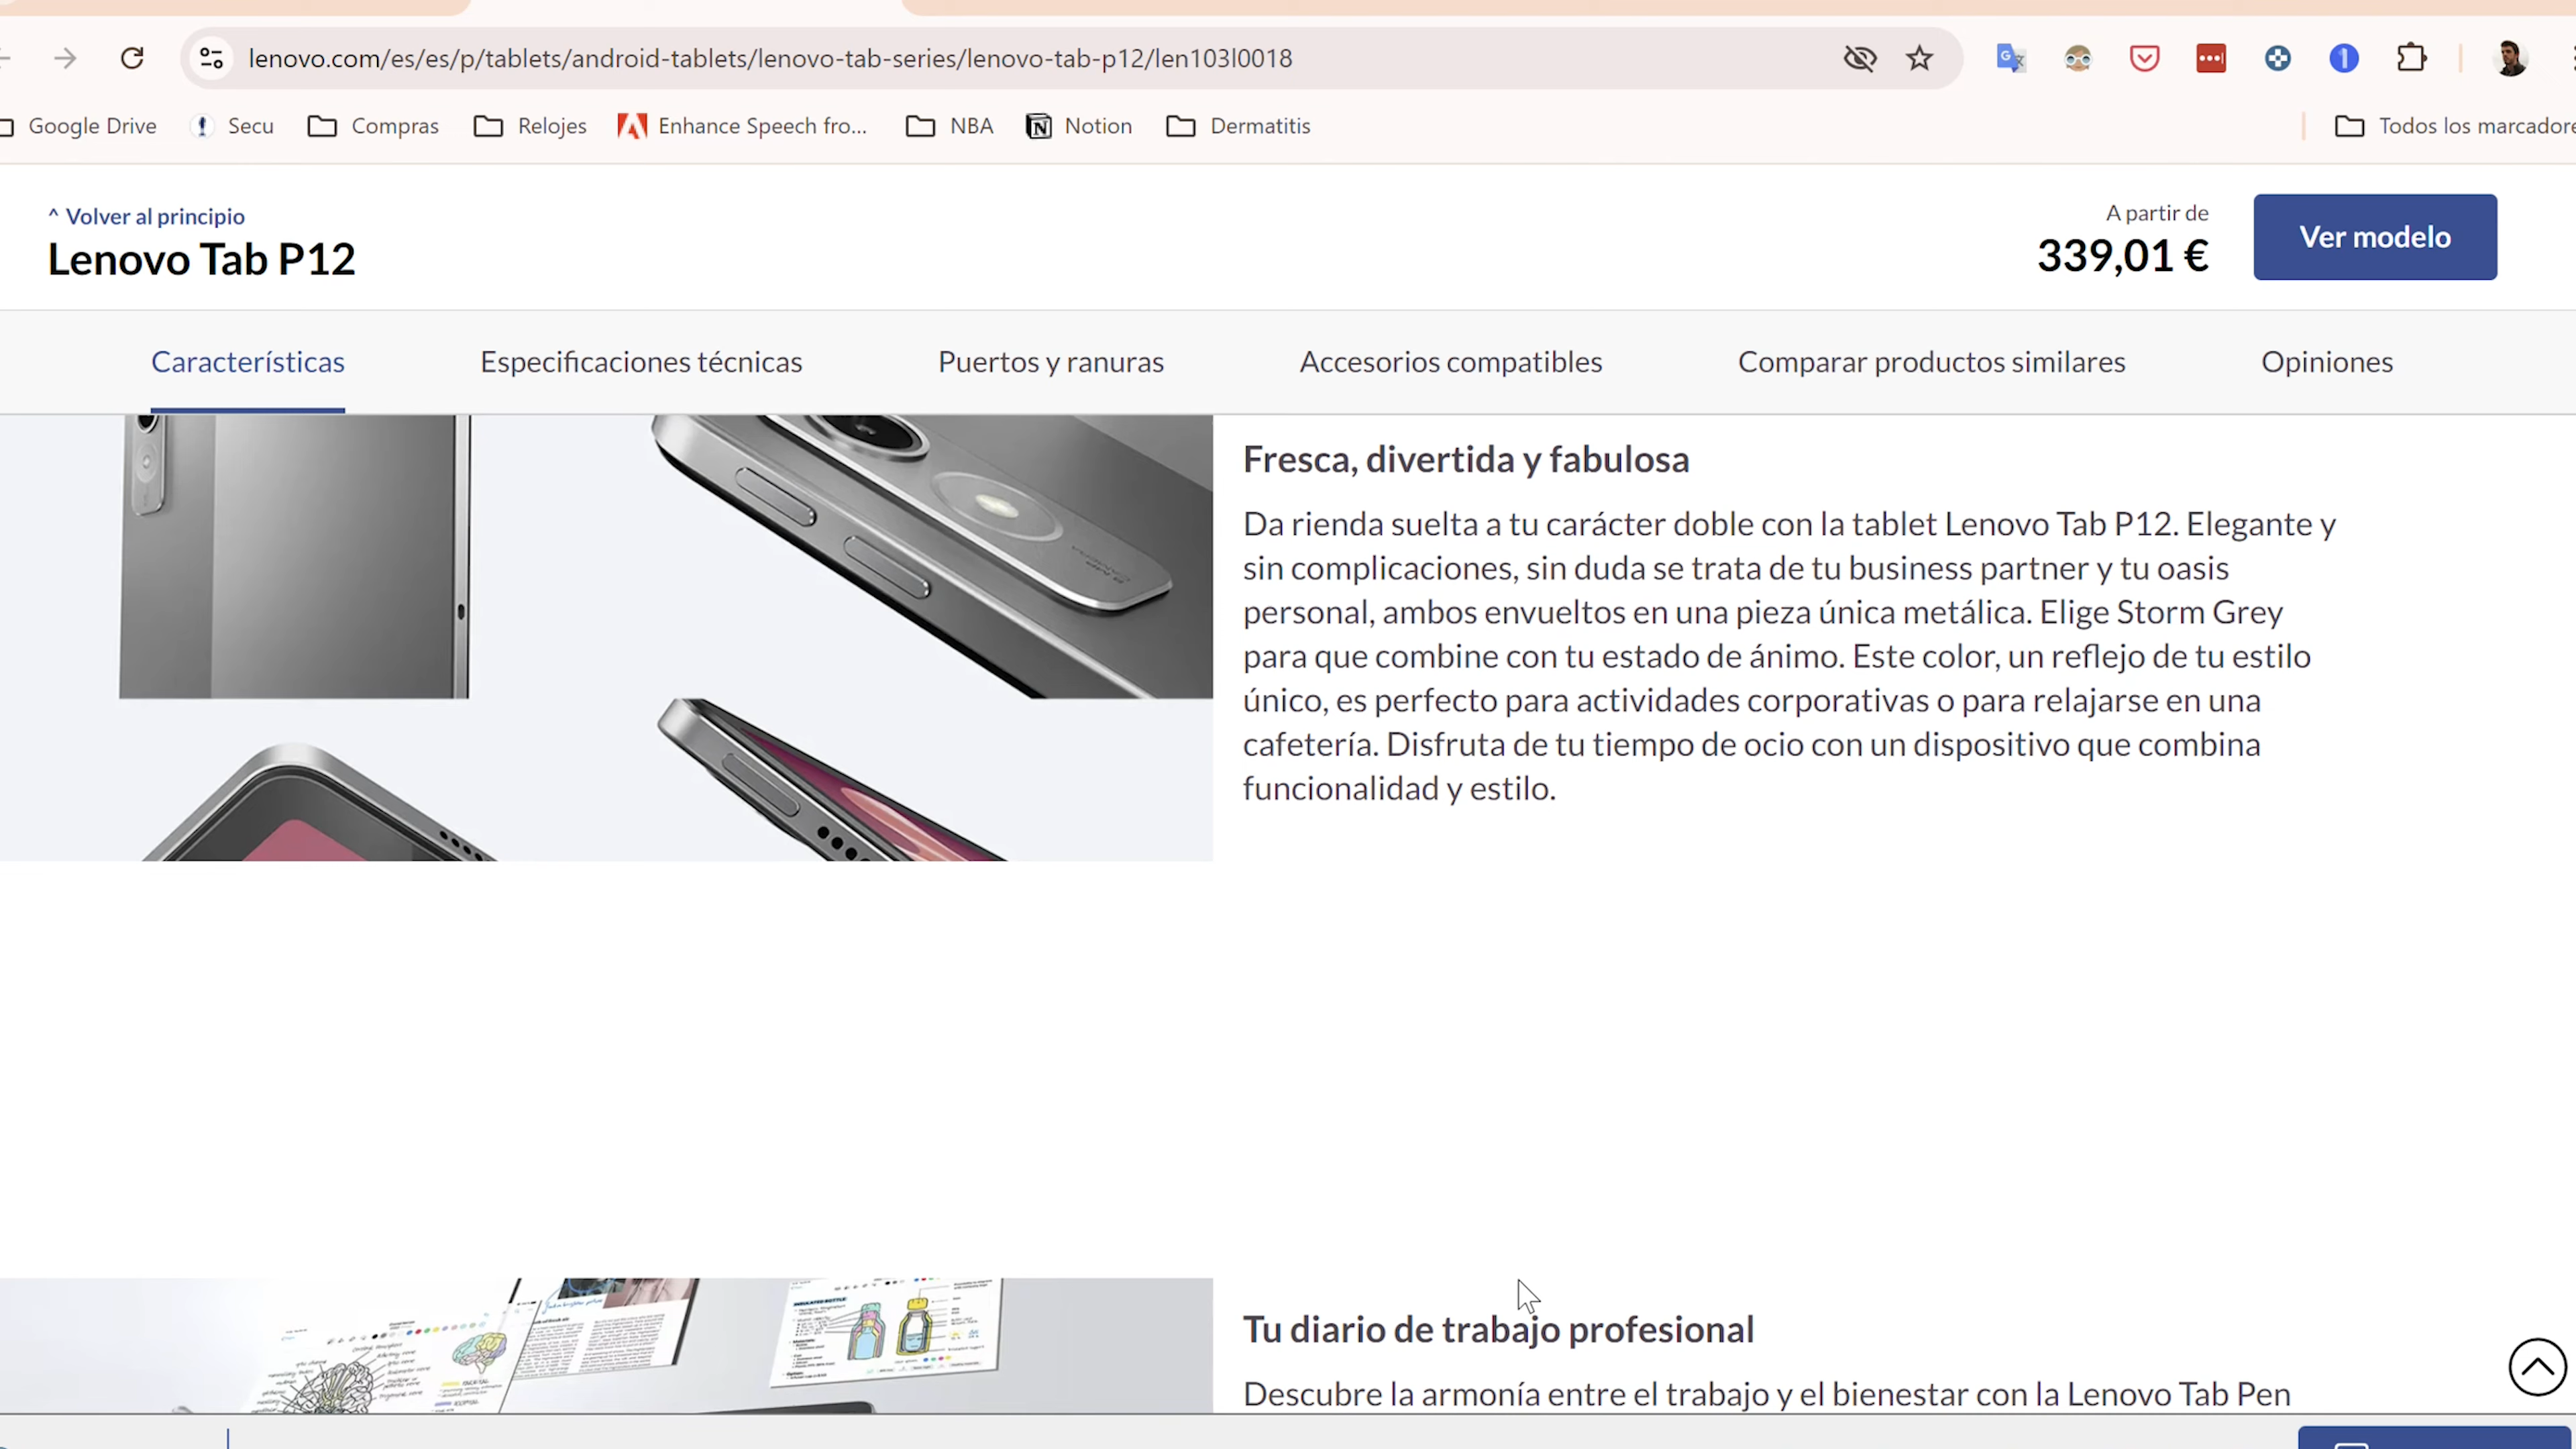 lenovo.com/es/es/p/tablets/android-tablets/lenovo-tab-series/lenovo-tab-p12/len103l0018
Google Drive Secu Compras Relojes Enhance Speech fro... NBA Notion Dermatitis Todos los marcadore
^ Volver al principio
Lenovo Tab P12
A partir de
339,01 €
Ver modelo
Características Especificaciones técnicas Puertos y ranuras Accesorios compatibles Comparar productos similares Opiniones
Fresca, divertida y fabulosa
Da rienda suelta a tu carácter doble con la tablet Lenovo Tab P12. Elegante y
sin complicaciones, sin duda se trata de tu business partner y tu oasis
personal, ambos envueltos en una pieza única metálica. Elige Storm Grey
para que combine con tu estado de ánimo. Este color, un reflejo de tu estilo
único, es perfecto para actividades corporativas o para relajarse en una
cafetería. Disfruta de tu tiempo de ocio con un dispositivo que combina
funcionalidad y estilo.
INSULATED BOTTLE
Tu diario de trabajo profesional
Descubre la armonía entre el trabajo y el bienestar con la Lenovo Tab Pen